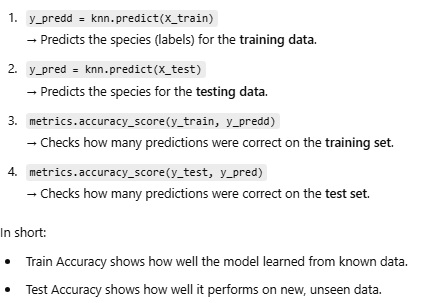 1. y_predd = knn.predict(X_train)
→ Predicts the species (labels) for the training data.
2. y_pred = knn.predict(X_test)
→ Predicts the species for the testing data.
3. metrics.accuracy_score(y_train, y_predd)
→ Checks how many predictions were correct on the training set.
4. metrics.accuracy_score(y_test, y_pred)
→ Checks how many predictions were correct on the test set.
In short:
• Train Accuracy shows how well the model learned from known data.
• Test Accuracy shows how well it performs on new, unseen data.